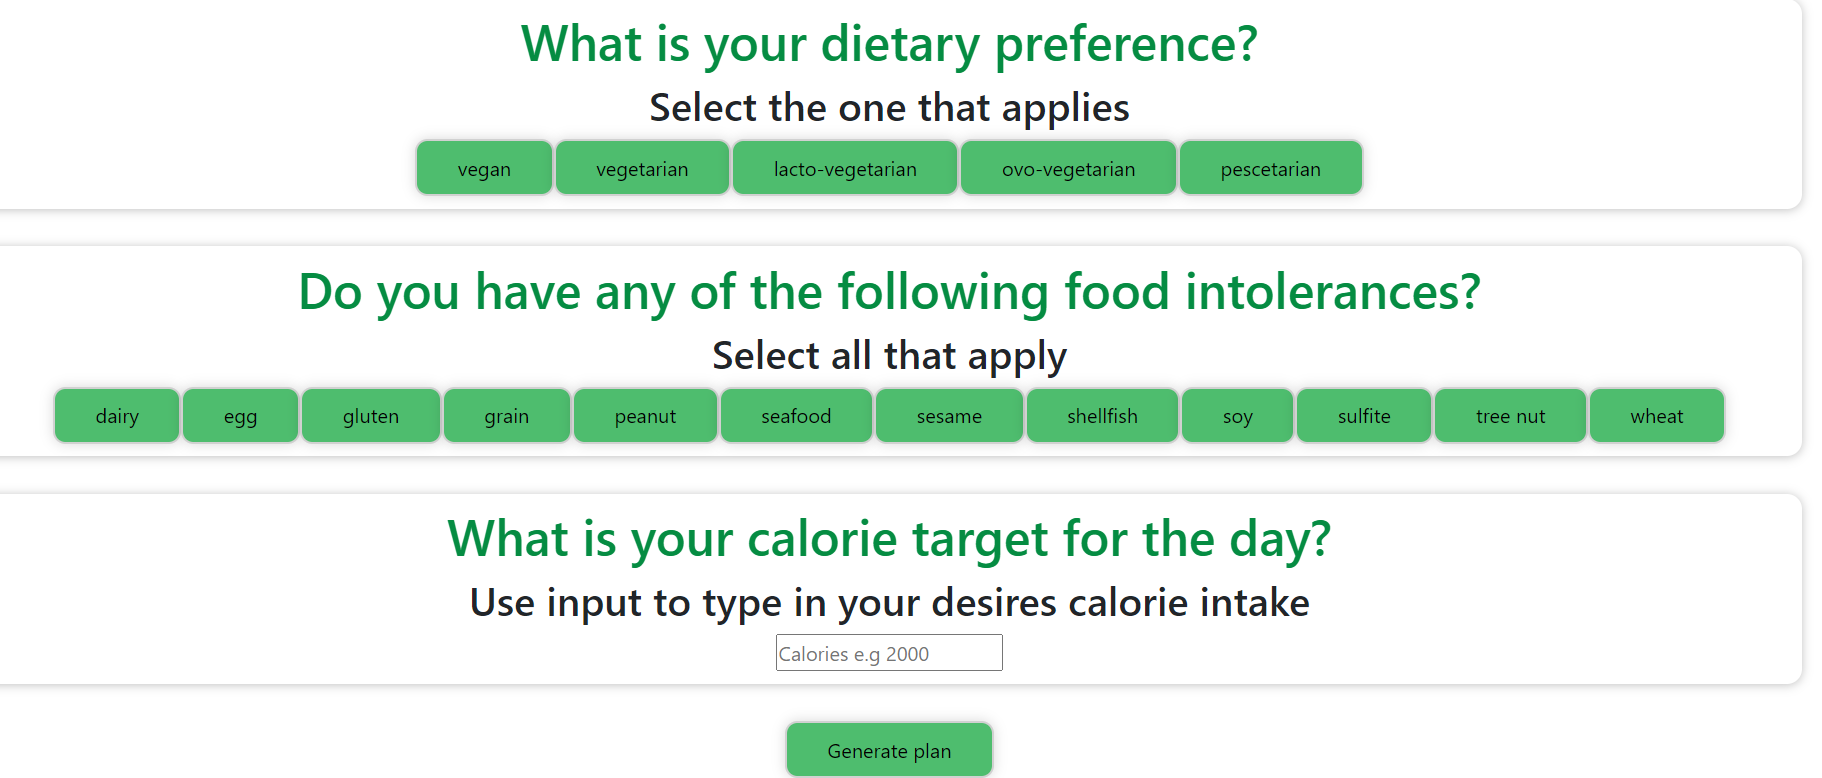 What is your dietary preference?
Select the one that applies
vegan vegetarian lacto-vegetarian ovo-vegetarian pescetarian
Do you have any of the following food intolerances?
Select all that apply
dairy egg gluten grain peanut seafood sesame shellfish soy sulfite tree nut wheat
What is your calorie target for the day?
Use input to type in your desires calorie intake
Calories e.g 2000
Generate plan